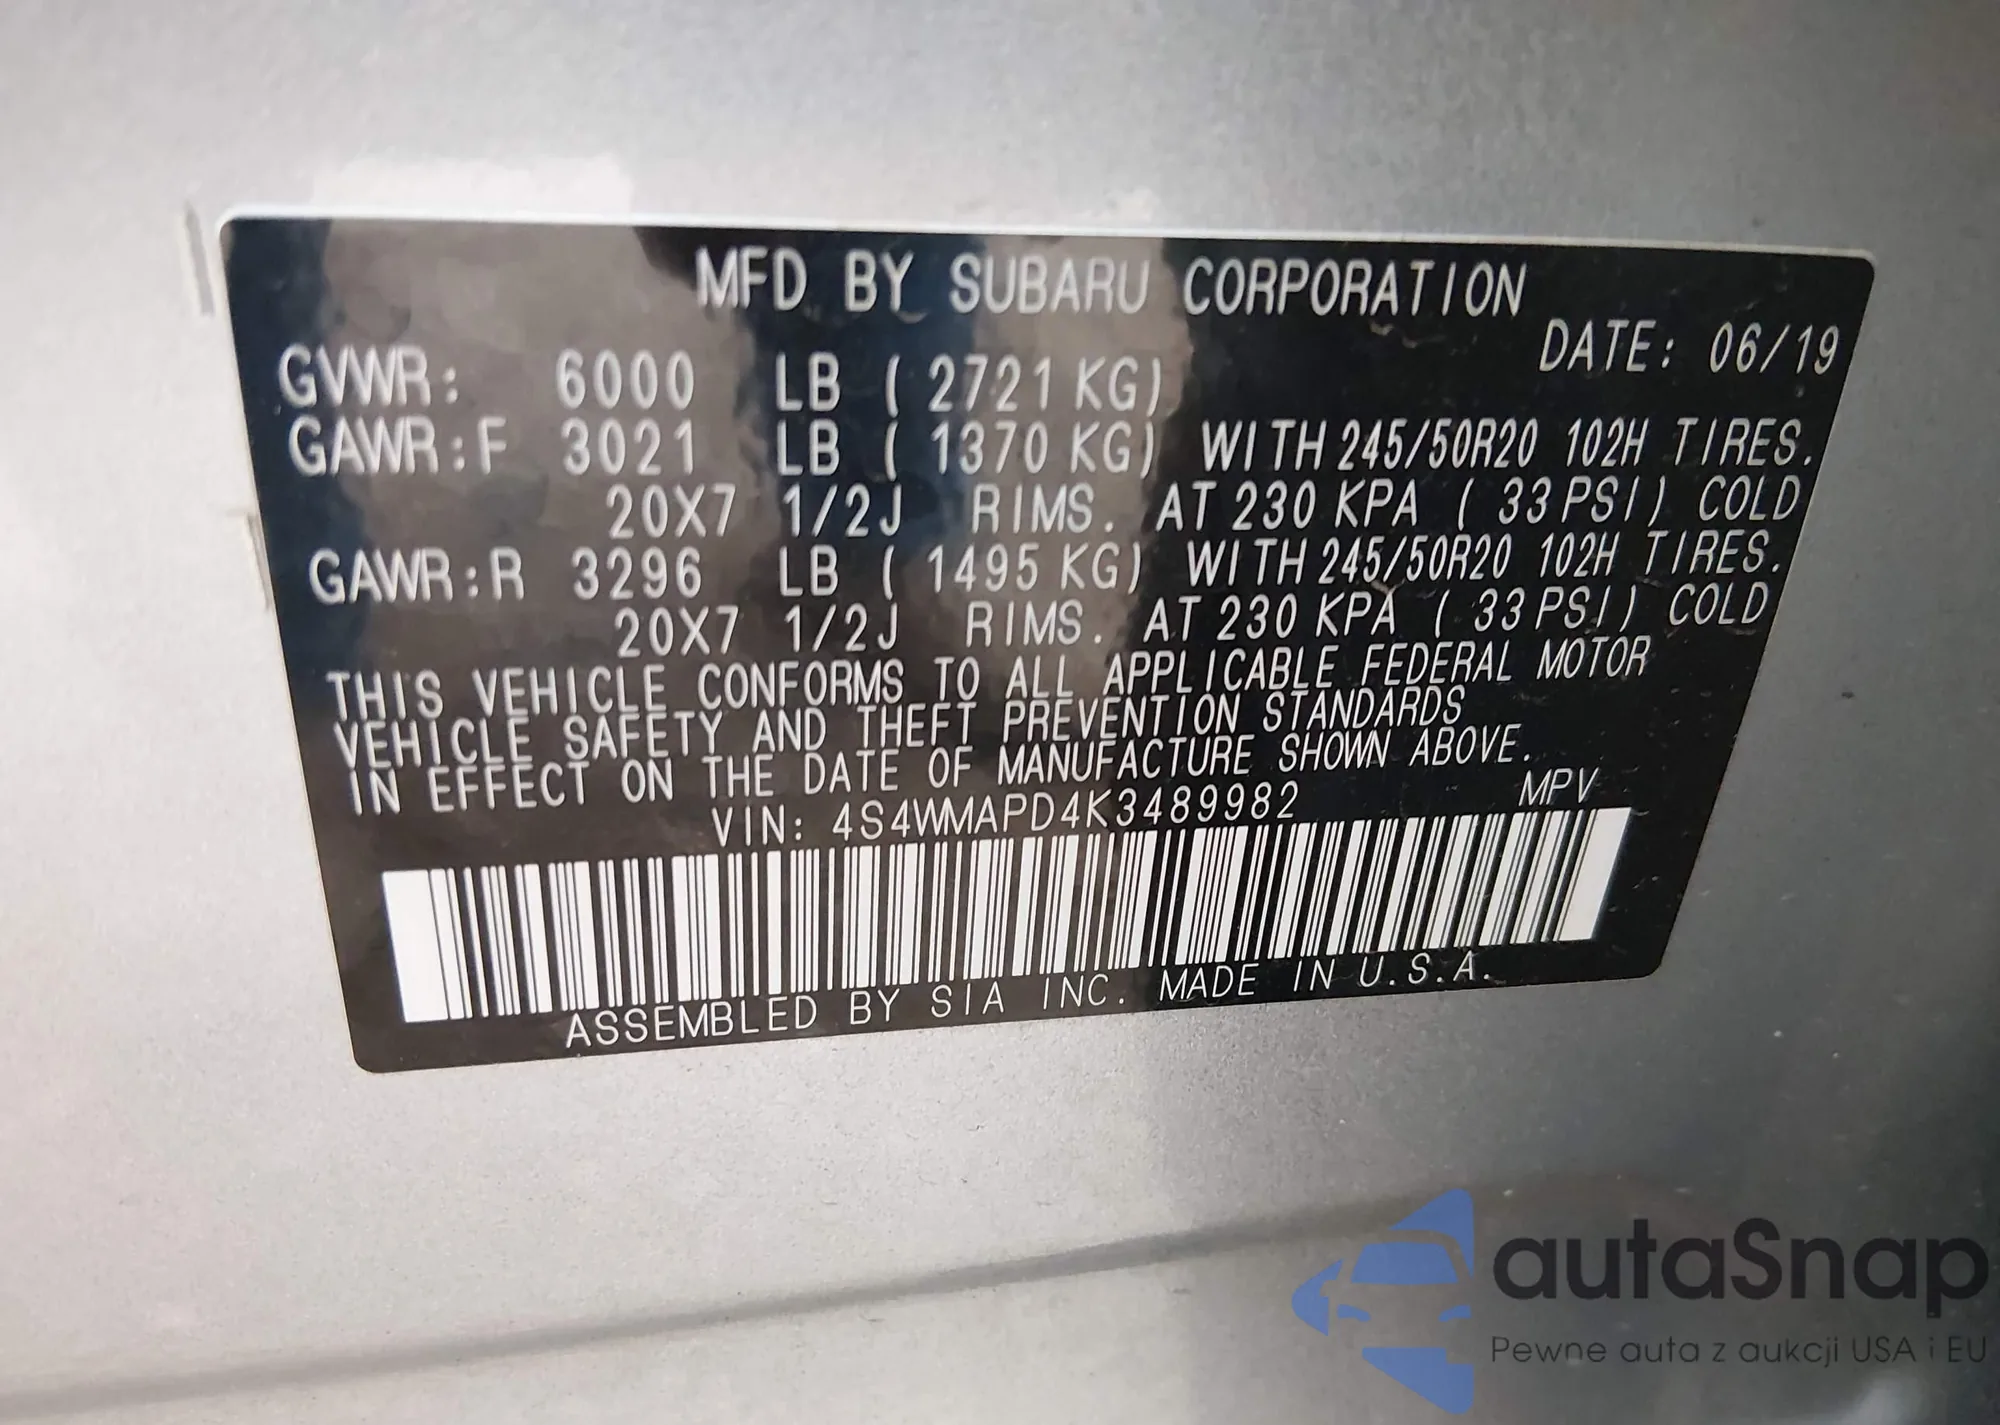 MFD BY SUBARU CORPORATION
DATE: 06/19
GVWR: 6000 LB ( 2721 KG)
GAWR:F 3021 LB ( 1370 KG) WITH 245/50R20 102H TIRES.
20X7 1/2J RIMS. AT 230 KPA ( 33 PSI) COLD
GAWR:R 3296 LB ( 1495 KG) WITH 245/50R20 102H TIRES.
20X7 1/2J RIMS. AT 230 KPA ( 33 PSI) COLD
THIS VEHICLE CONFORMS TO ALL APPLICABLE FEDERAL MOTOR
VEHICLE SAFETY AND THEFT PREVENTION STANDARDS
IN EFFECT ON THE DATE OF MANUFACTURE SHOWN ABOVE.
VIN: 4S4WMAPD4K3489982 MPV
ASSEMBLED BY SIA INC. MADE IN U.S.A.
autaSnap
Pewne auta z aukcji USA i EU